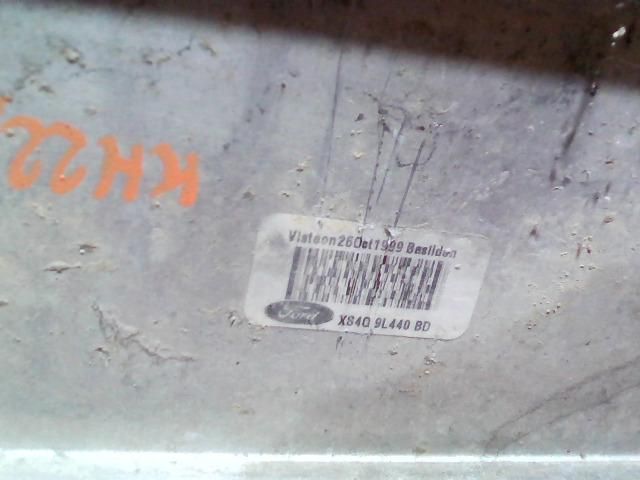 KH22
Visteon26Oct1999 Basildon
Ford XS4Q 9L440 BD